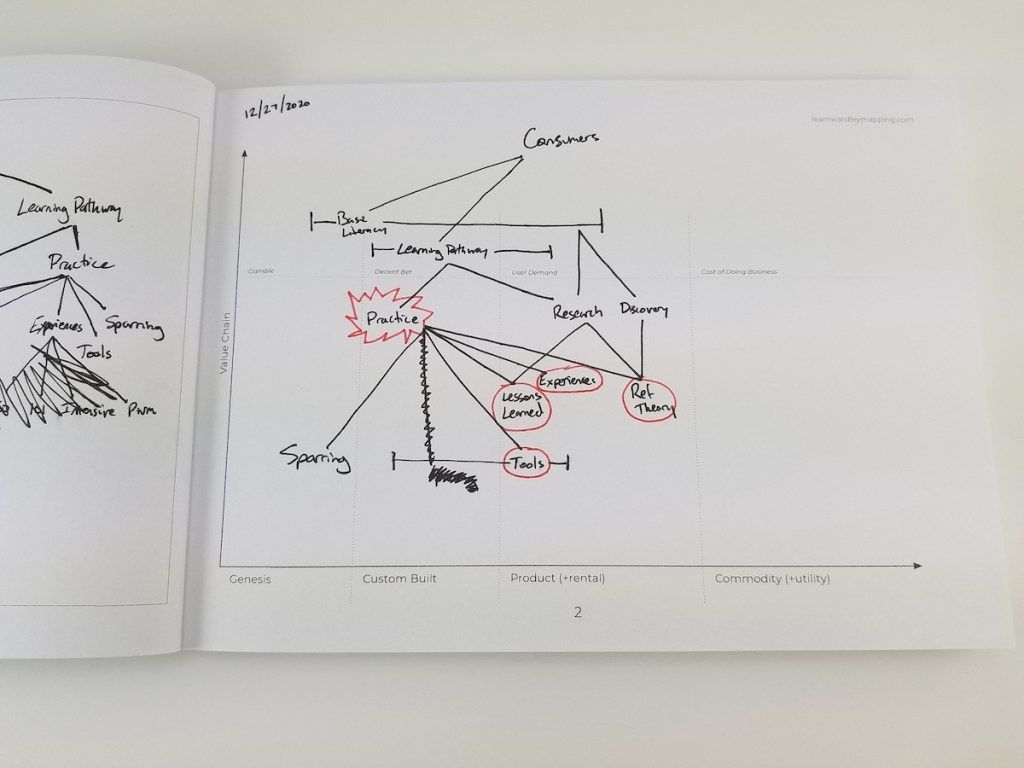 Learning Pathway
Practice
Experiences
Sparring
Tools
Intensive
Pwm
12/27/2020
learnwardleymapping.com
Consumers
Base
Literacy
Learning Pathway
Gamble
Decent Bet
User Demand
Cost of Doing Business
Value Chain
Practice
Research
Discovery
Lessons
Learned
Experiences
Ref
Theory
Sparring
Tools
Genesis
Custom Built
Product (+rental)
Commodity (+utility)
2